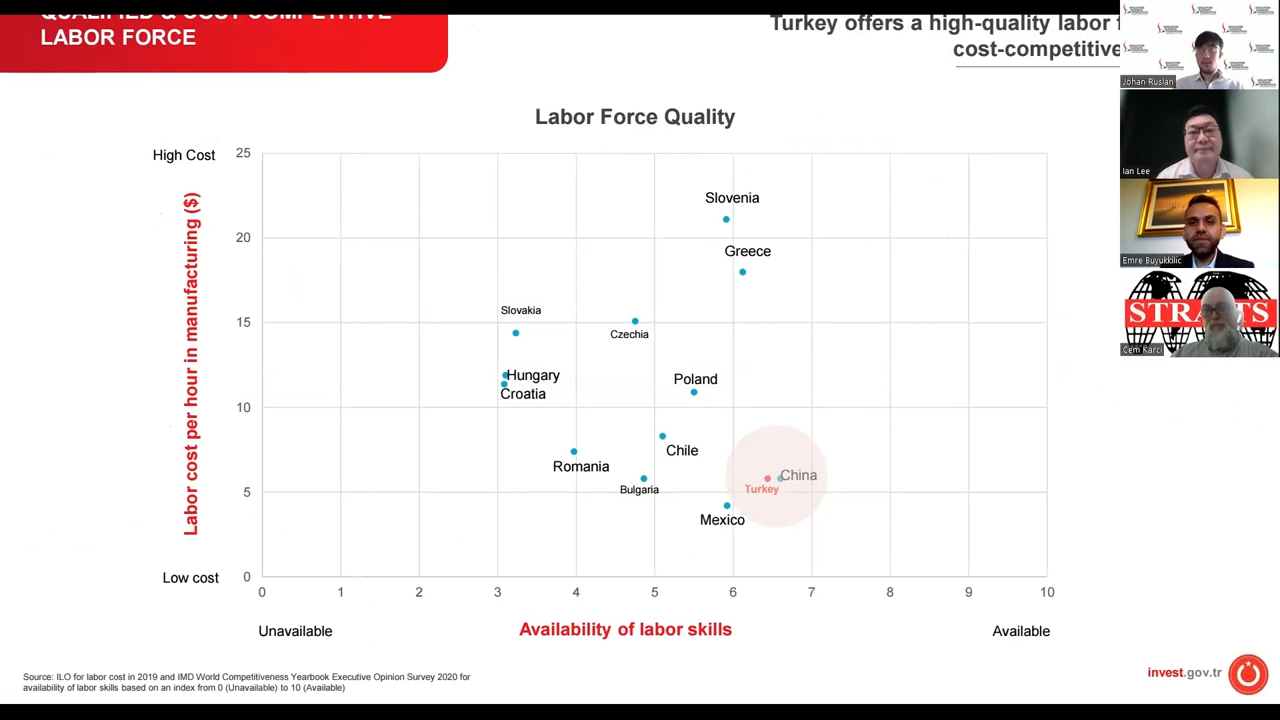 QUALIFIED & COST-COMPETITIVE
LABOR FORCE
Turkey offers a high-quality labor
cost-competitive
Labor Force Quality
High Cost
Labor cost per hour in manufacturing ($)
25
20
15
10
5
0
Low cost
Slovenia
Greece
Slovakia
Czechia
Hungary
Croatia
Poland
Chile
Romania
Bulgaria
China
Turkey
Mexico
0 1 2 3 4 5 6 7 8 9 10
Unavailable
Availability of labor skills
Available
Source: ILO for labor cost in 2019 and IMD World Competitiveness Yearbook Executive Opinion Survey 2020 for
availability of labor skills based on an index from 0 (Unavailable) to 10 (Available)
invest.gov.tr
Johan Ruslan
Ian Lee
Emre Buyukkilic
Cem Karci